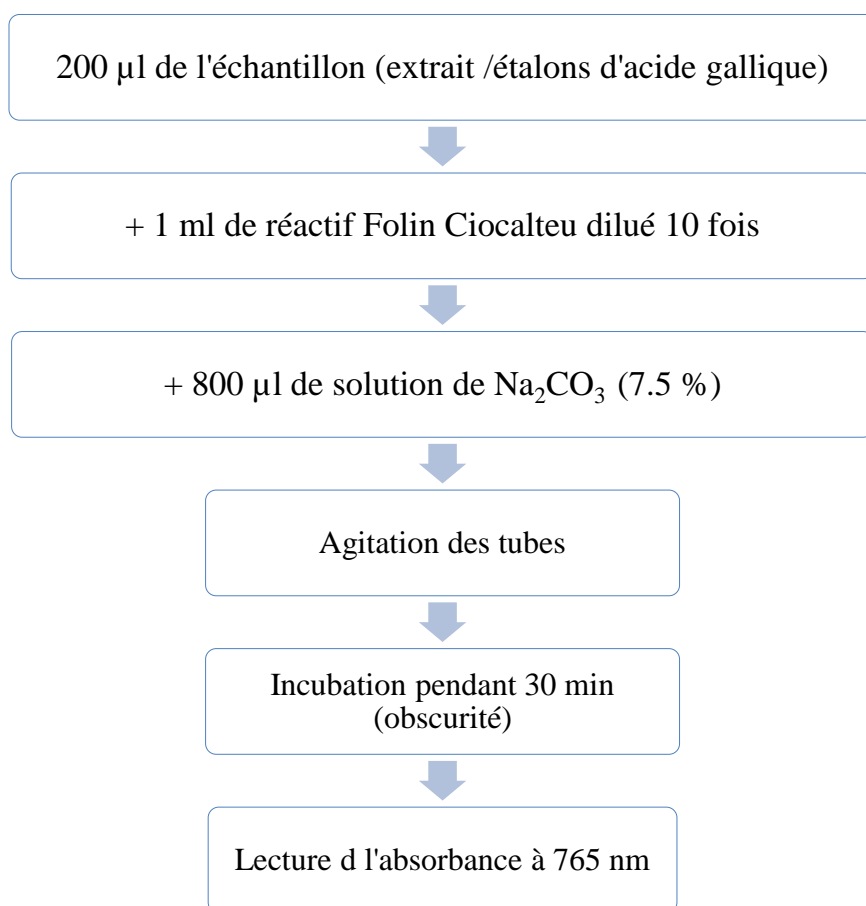 200 µl de l'échantillon (extrait /étalons d'acide gallique)
+ 1 ml de réactif Folin Ciocalteu dilué 10 fois
+ 800 µl de solution de Na₂CO₃ (7.5 %)
Agitation des tubes
Incubation pendant 30 min
(obscurité)
Lecture d l'absorbance à 765 nm